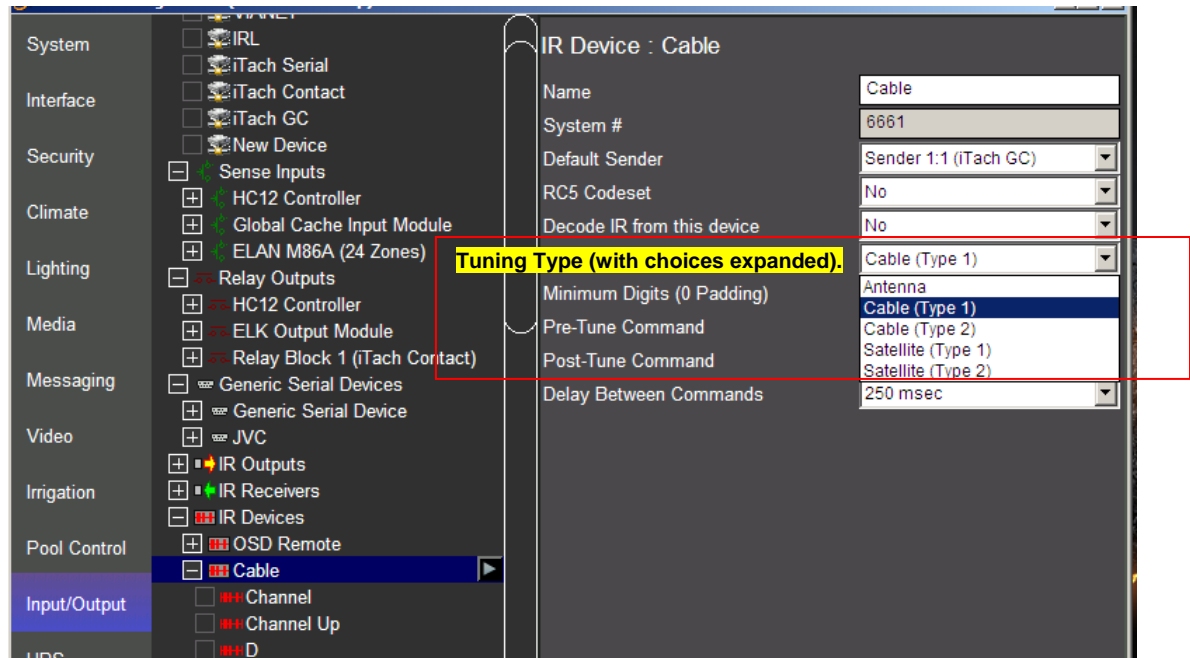 System
Interface
Security
Climate
Lighting
Media
Messaging
Video
Irrigation
Pool Control
Input/Output
IRL
iTach Serial
iTach Contact
iTach GC
New Device
Sense Inputs
HC12 Controller
Global Cache Input Module
ELAN M86A (24 Zones)
Relay Outputs
HC12 Controller
ELK Output Module
Relay Block 1 (iTach Contact)
Generic Serial Devices
Generic Serial Device
JVC
IR Outputs
IR Receivers
IR Devices
OSD Remote
Cable
Channel
Channel Up
D
IR Device : Cable
Name Cable
System # 6661
Default Sender Sender 1:1 (iTach GC)
RC5 Codeset No
Decode IR from this device No
Tuning Type (with choices expanded). Cable (Type 1)
Minimum Digits (0 Padding)
Pre-Tune Command
Post-Tune Command
Antenna
Cable (Type 1)
Cable (Type 2)
Satellite (Type 1)
Satellite (Type 2)
Delay Between Commands 250 msec